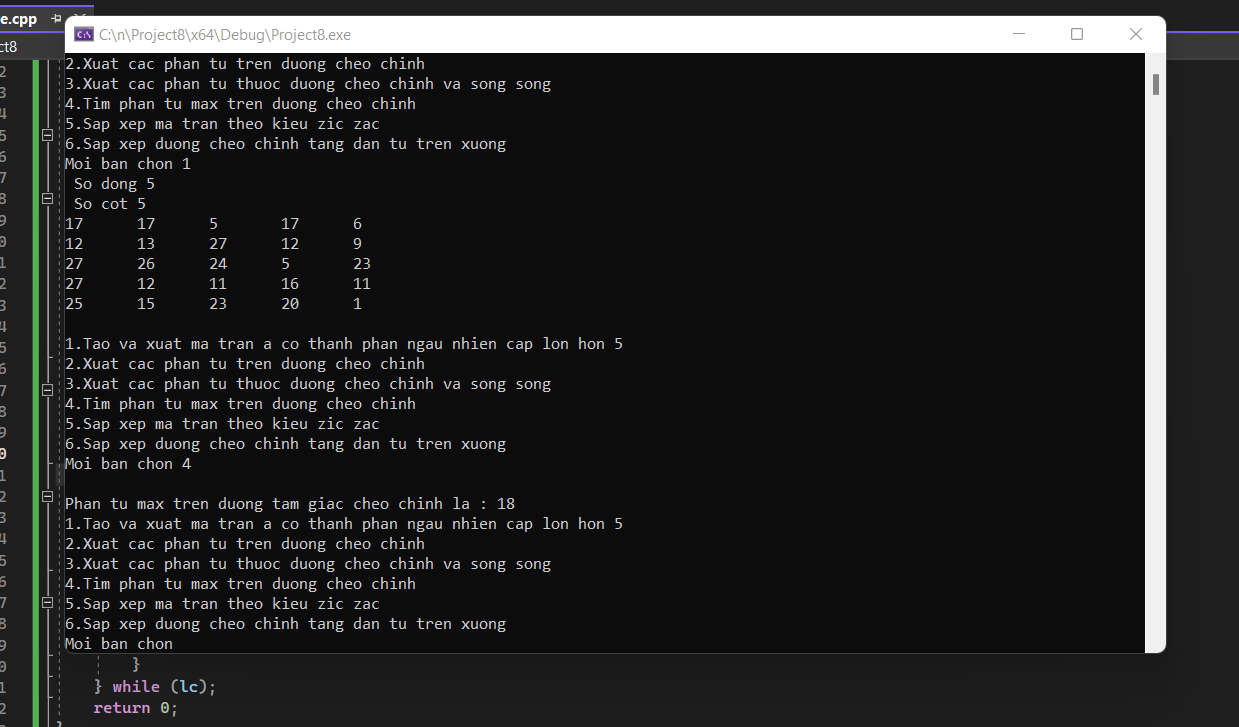 e.cpp
C:\n\Project8\x64\Debug\Project8.exe
ct8
2.Xuat cac phan tu tren duong cheo chinh
3.Xuat cac phan tu thuoc duong cheo chinh va song song
4.Tim phan tu max tren duong cheo chinh
5.Sap xep ma tran theo kieu zic zac
6.Sap xep duong cheo chinh tang dan tu tren xuong
Moi ban chon 1
So dong 5
So cot 5
17 17 5 17 6
12 13 27 12 9
27 26 24 5 23
27 12 11 16 11
25 15 23 20 1
1.Tao va xuat ma tran a co thanh phan ngau nhien cap lon hon 5
2.Xuat cac phan tu tren duong cheo chinh
3.Xuat cac phan tu thuoc duong cheo chinh va song song
4.Tim phan tu max tren duong cheo chinh
5.Sap xep ma tran theo kieu zic zac
6.Sap xep duong cheo chinh tang dan tu tren xuong
Moi ban chon 4
Phan tu max tren duong tam giac cheo chinh la : 18
1.Tao va xuat ma tran a co thanh phan ngau nhien cap lon hon 5
2.Xuat cac phan tu tren duong cheo chinh
3.Xuat cac phan tu thuoc duong cheo chinh va song song
4.Tim phan tu max tren duong cheo chinh
5.Sap xep ma tran theo kieu zic zac
6.Sap xep duong cheo chinh tang dan tu tren xuong
Moi ban chon
}
} while (lc);
return 0;